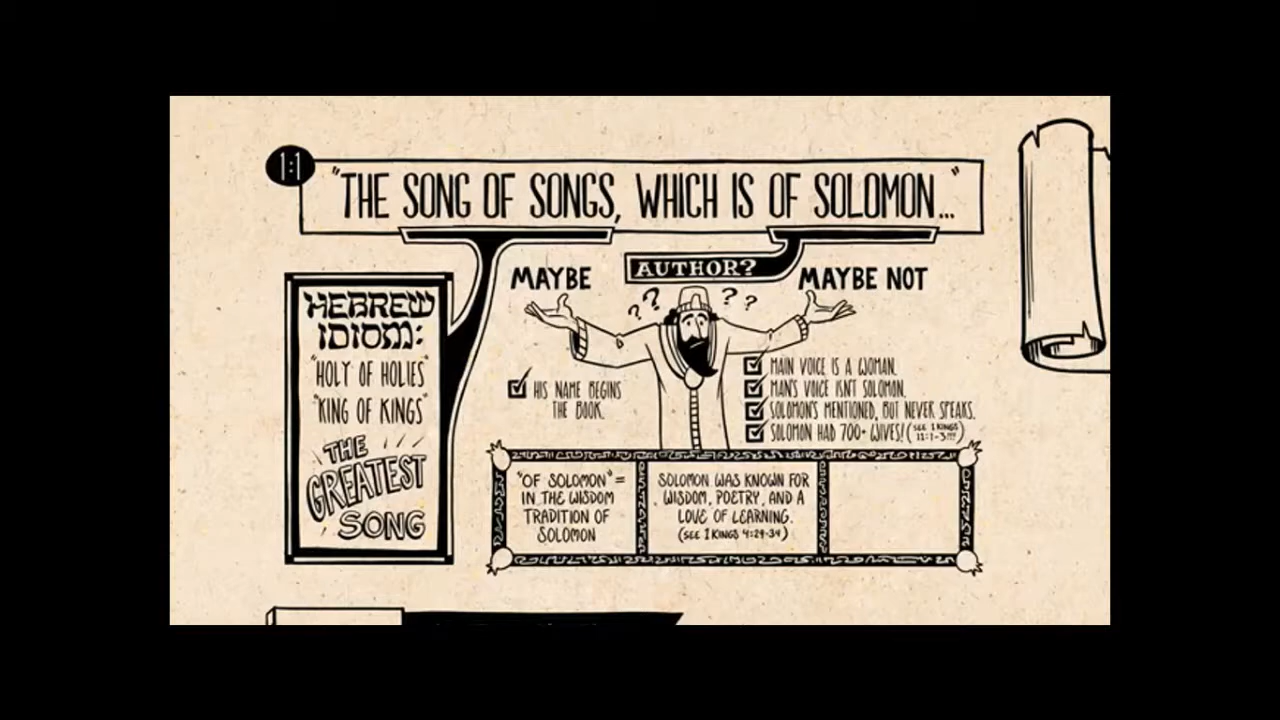 1:1
"THE SONG OF SONGS, WHICH IS OF SOLOMON..."
HEBREW
IDIOM:
"HOLY OF HOLIES"
"KING OF KINGS"
THE
GREATEST
SONG
AUTHOR?
MAYBE
? ? ? ?
HIS NAME BEGINS
THE BOOK.
MAYBE NOT
MAIN VOICE IS A WOMAN.
MAN'S VOICE ISN'T SOLOMON.
SOLOMON'S MENTIONED, BUT NEVER SPEAKS.
SOLOMON HAD 700+ WIVES! (SEE 1 KINGS
11:1-3!!!)
"OF SOLOMON" =
IN THE WISDOM
TRADITION OF
SOLOMON
SOLOMON WAS KNOWN FOR
WISDOM, POETRY, AND A
LOVE OF LEARNING.
(SEE 1 KINGS 4:29-34)